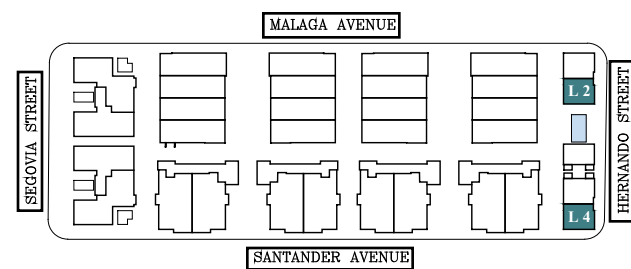 MALAGA AVENUE
SEGOVIA STREET
HERNANDO STREET
L 2
L 4
SANTANDER AVENUE